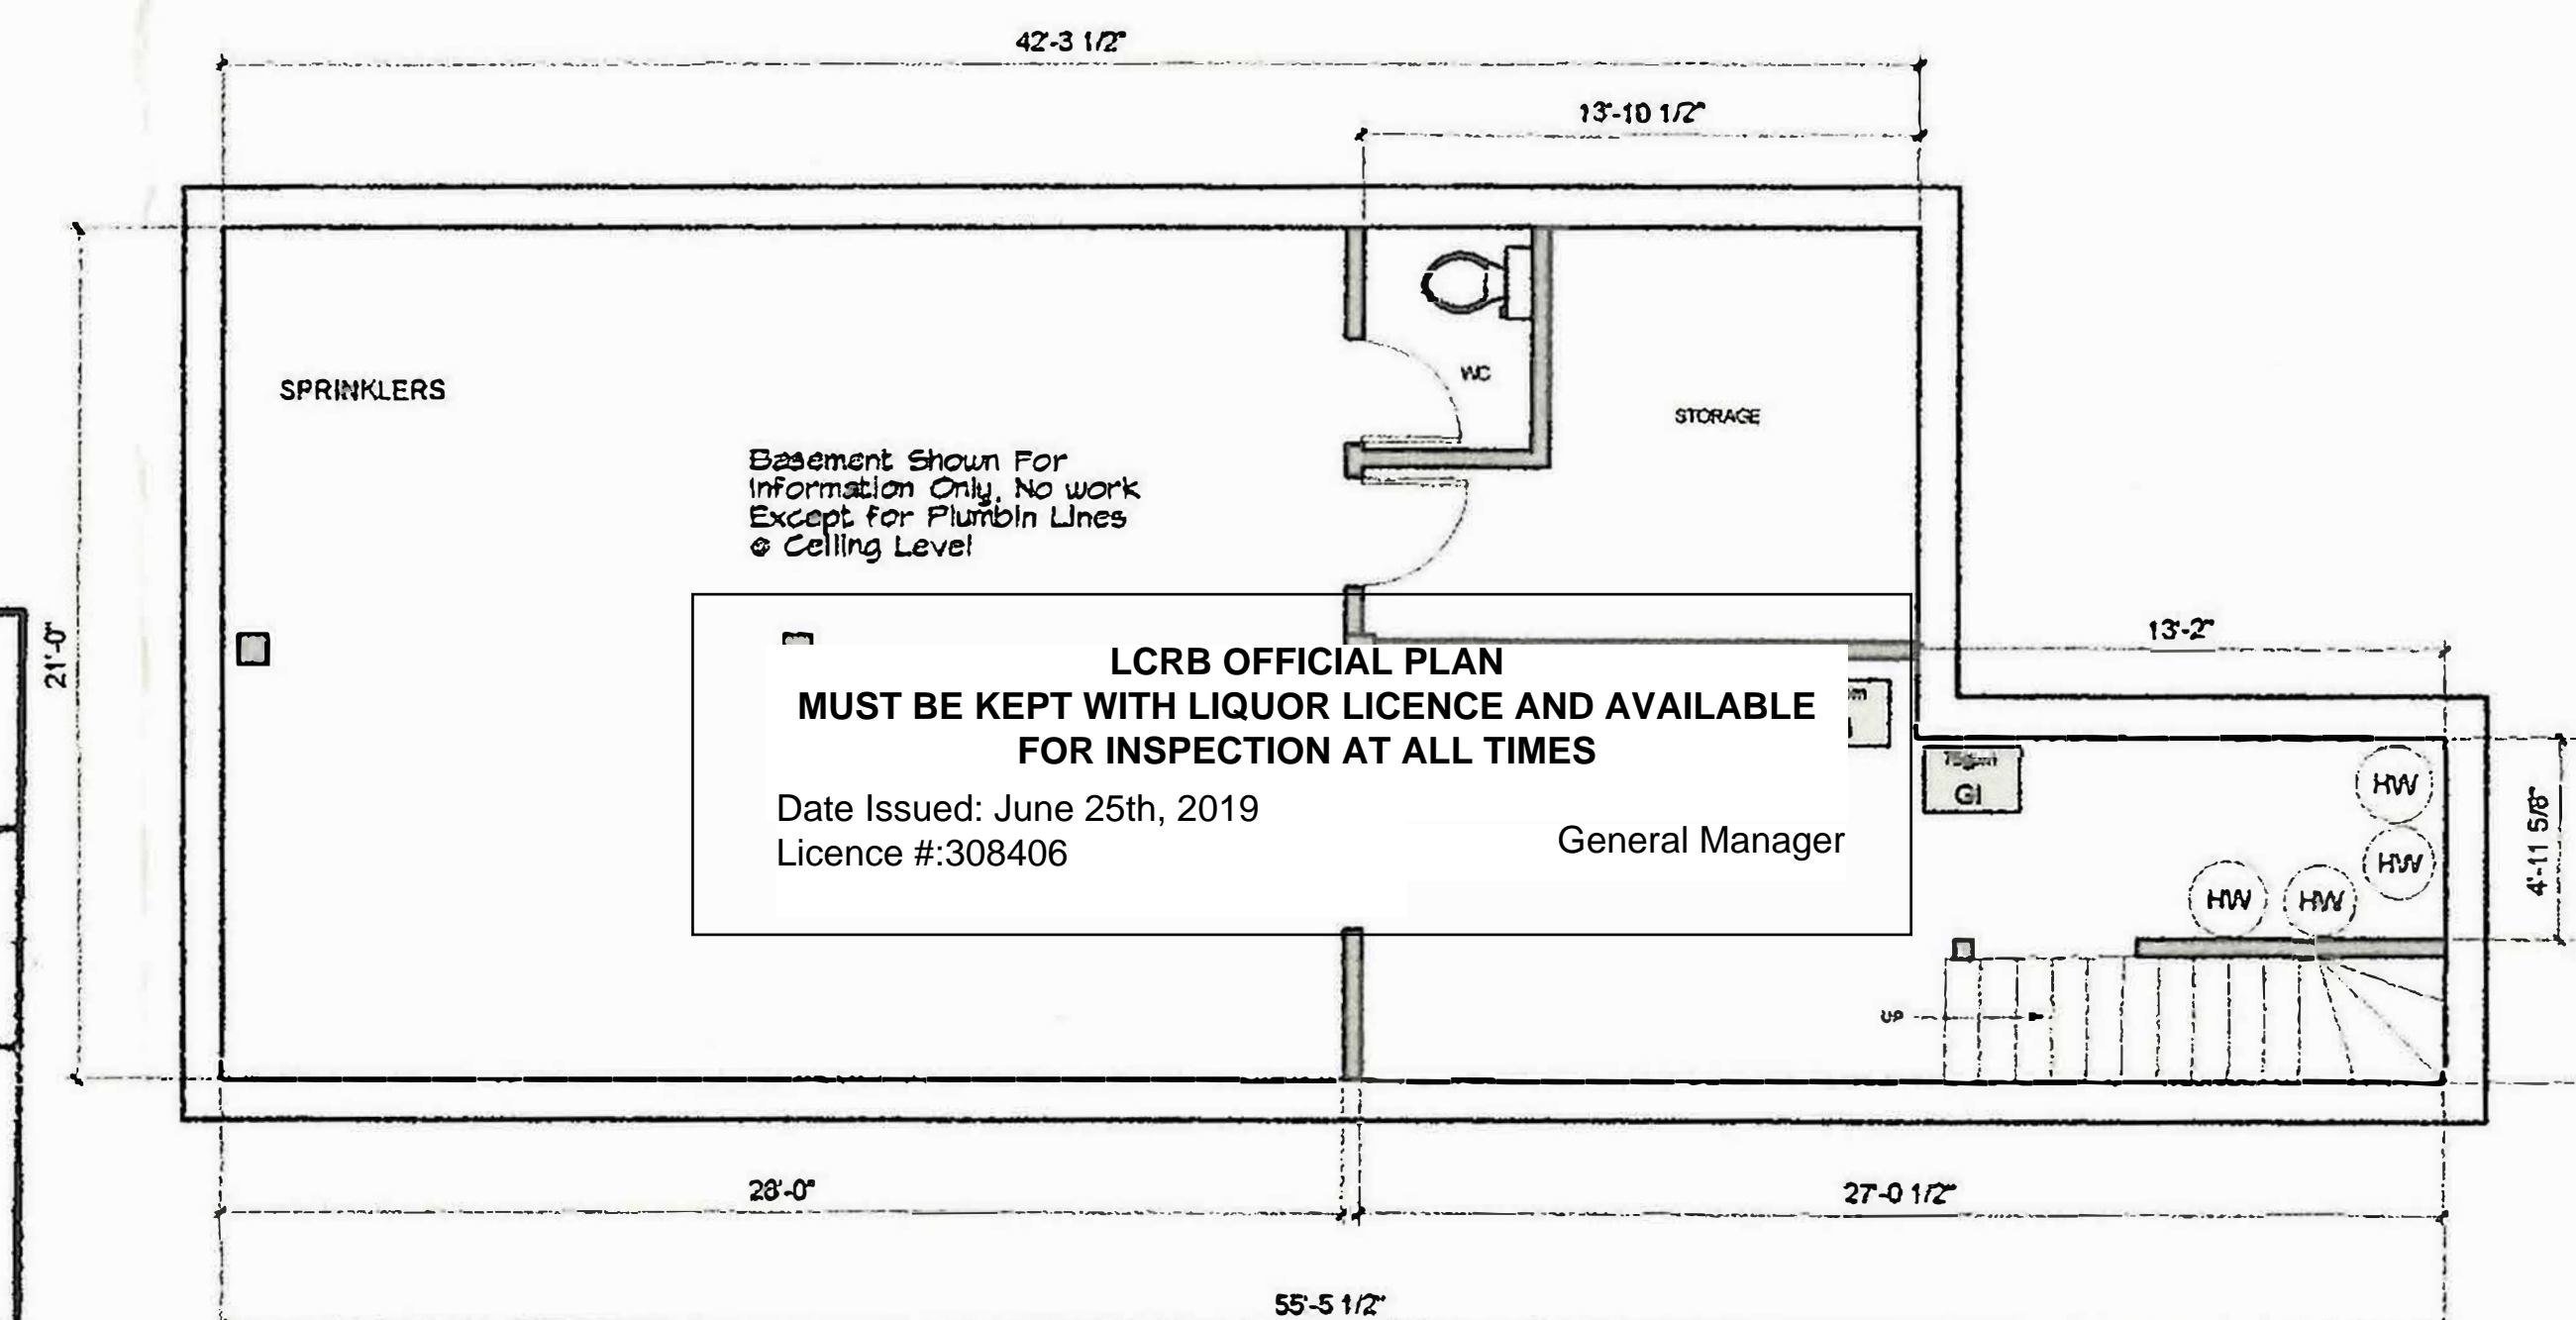 42'-3 1/2"
13'-10 1/2"
SPRINKLERS
WC
STORAGE
Basement Shown For
Information Only, No work
Except for Plumbin Lines
@ Ceiling Level
21'-0"
13'-2"
LCRB OFFICIAL PLAN
MUST BE KEPT WITH LIQUOR LICENCE AND AVAILABLE
FOR INSPECTION AT ALL TIMES
Date Issued: June 25th, 2019
Licence #:308406
General Manager
GI
HW
HW
HW
HW
4'-11 5/8"
UP
28'-0"
27'-0 1/2"
55'-5 1/2"